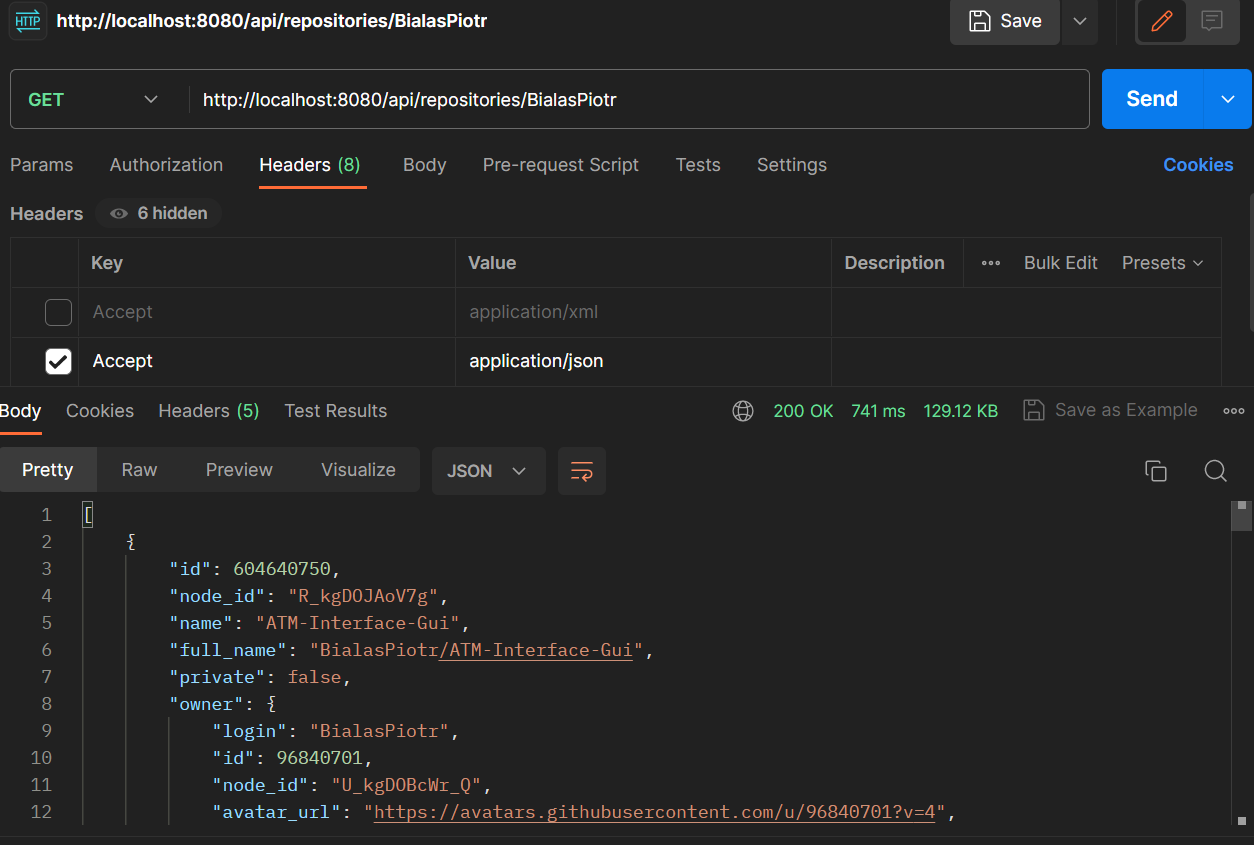 HTTP http://localhost:8080/api/repositories/BialasPiotr Save
GET http://localhost:8080/api/repositories/BialasPiotr Send
Params Authorization Headers (8) Body Pre-request Script Tests Settings Cookies
Headers 6 hidden
Key Value Description Bulk Edit Presets
Accept application/xml
Accept application/json
Body Cookies Headers (5) Test Results 200 OK 741 ms 129.12 KB Save as Example
Pretty Raw Preview Visualize JSON
1 [
2 {
3 "id": 604640750,
4 "node_id": "R_kgDOJAoV7g",
5 "name": "ATM-Interface-Gui",
6 "full_name": "BialasPiotr/ATM-Interface-Gui",
7 "private": false,
8 "owner": {
9 "login": "BialasPiotr",
10 "id": 96840701,
11 "node_id": "U_kgDOBcWr_Q",
12 "avatar_url": "https://avatars.githubusercontent.com/u/96840701?v=4",